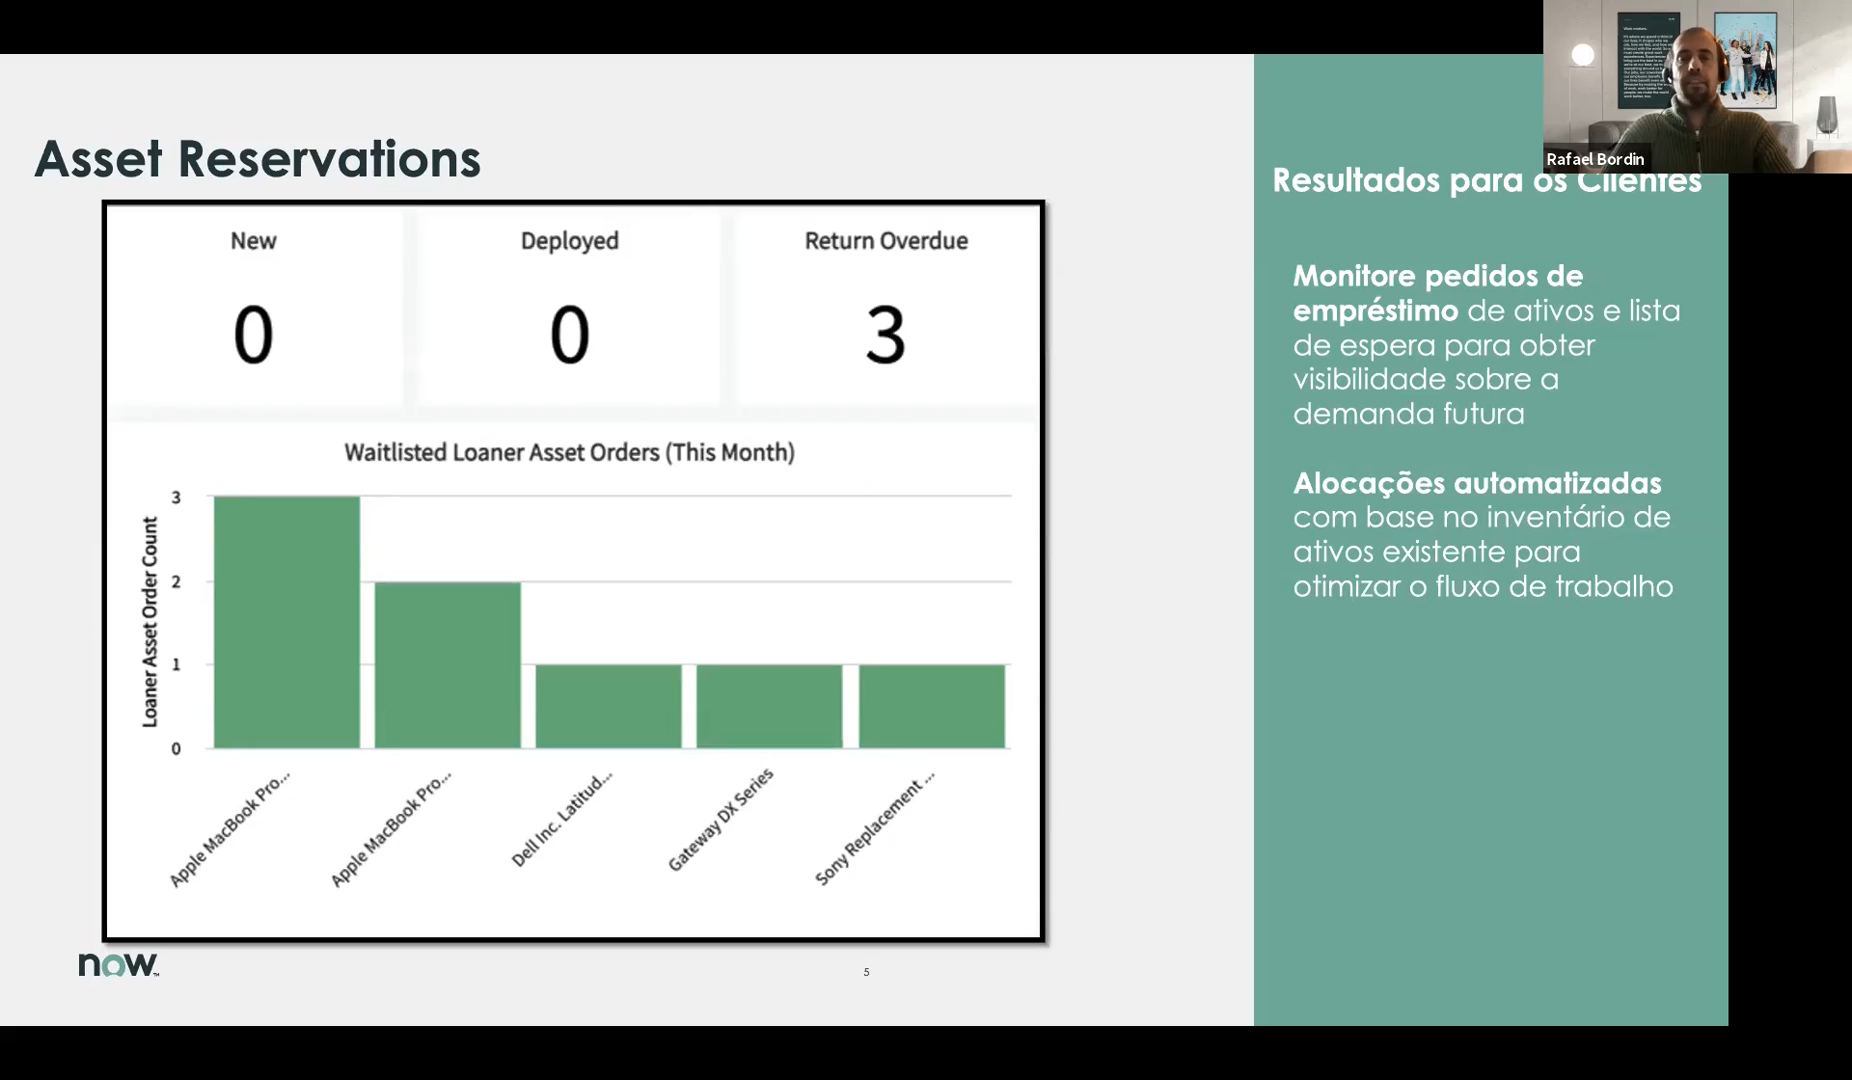 Asset Reservations
New
0
Deployed
0
Return Overdue
3
Waitlisted Loaner Asset Orders (This Month)
Loaner Asset Order Count
3
2
1
0
Apple MacBook Pro...
Apple MacBook Pro...
Dell Inc. Latitud...
Gateway DX Series
Sony Replacement ...
now™
5
Rafael Bordin
Resultados para os Clientes
Monitore pedidos de
empréstimo de ativos e lista
de espera para obter
visibilidade sobre a
demanda futura
Alocações automatizadas
com base no inventário de
ativos existente para
otimizar o fluxo de trabalho